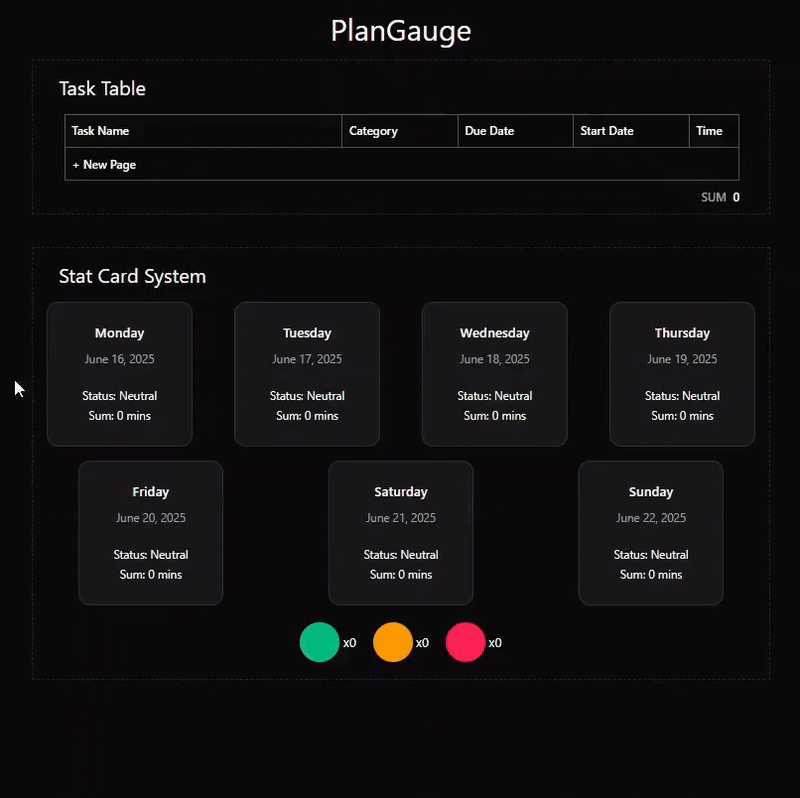 PlanGauge
Task Table
Task Name Category Due Date Start Date Time
+ New Page
SUM 0
Stat Card System
Monday Tuesday Wednesday Thursday
June 16, 2025 June 17, 2025 June 18, 2025 June 19, 2025
Status: Neutral Status: Neutral Status: Neutral Status: Neutral
Sum: 0 mins Sum: 0 mins Sum: 0 mins Sum: 0 mins
Friday Saturday Sunday
June 20, 2025 June 21, 2025 June 22, 2025
Status: Neutral Status: Neutral Status: Neutral
Sum: 0 mins Sum: 0 mins Sum: 0 mins
x0 x0 x0